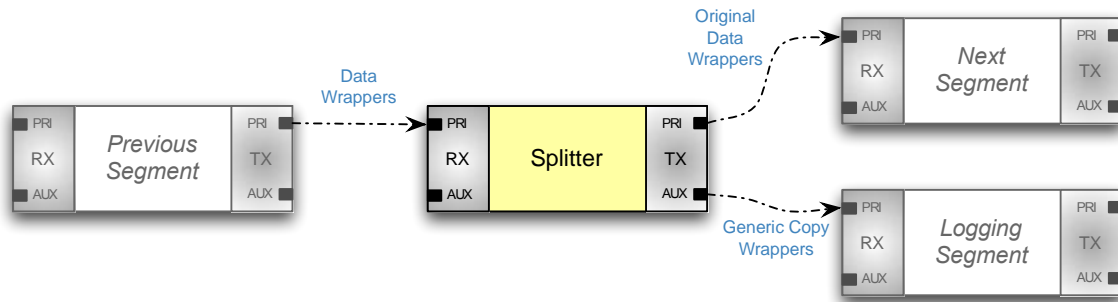 Original
Data
Wrappers
PRI
PRI
RX
Next
Segment
TX
AUX
AUX
Data
Wrappers
PRI
PRI
RX
Previous
Segment
TX
AUX
AUX
PRI
PRI
RX
Splitter
TX
AUX
AUX
Generic Copy
Wrappers
PRI
PRI
RX
Logging
Segment
TX
AUX
AUX